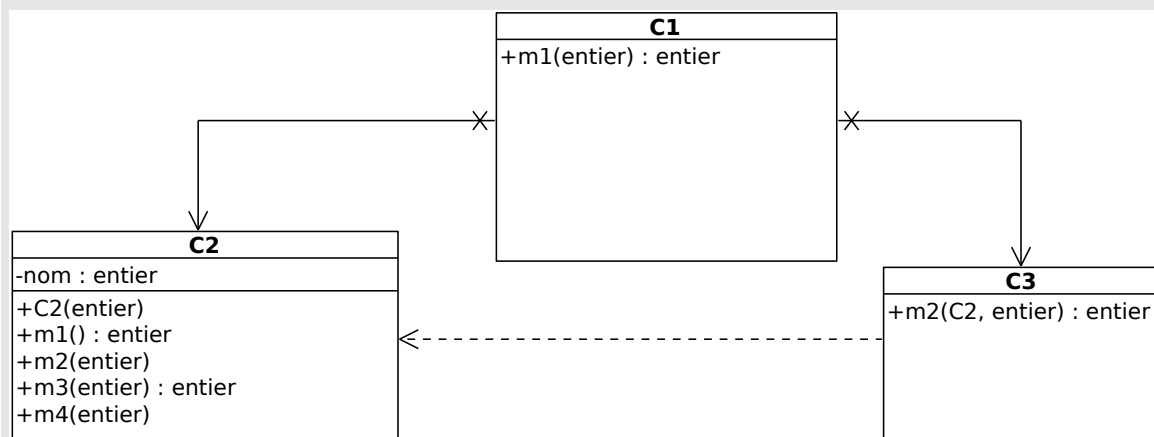 C1
+m1(entier) : entier
C2
-nom : entier
+C2(entier)
+m1() : entier
+m2(entier)
+m3(entier) : entier
+m4(entier)
C3
+m2(C2, entier) : entier